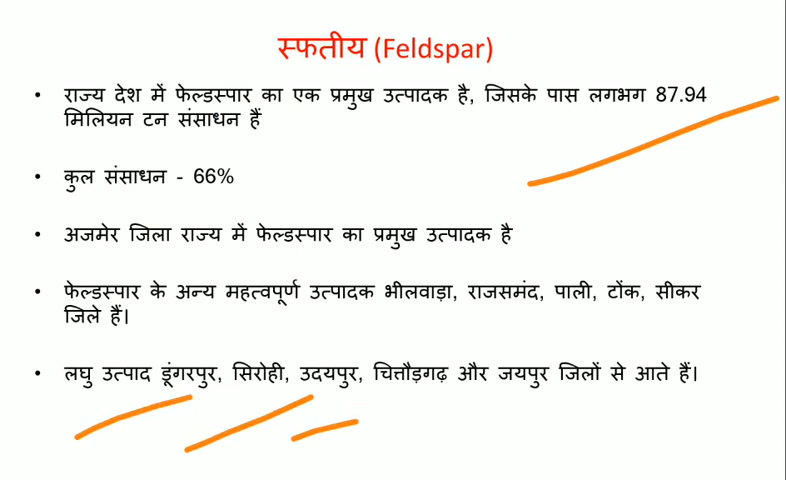 स्फतीय (Feldspar)
• राज्य देश में फेल्डस्पार का एक प्रमुख उत्पादक है, जिसके पास लगभग 87.94
मिलियन टन संसाधन हैं
• कुल संसाधन - 66%
• अजमेर जिला राज्य में फेल्डस्पार का प्रमुख उत्पादक है
• फेल्डस्पार के अन्य महत्वपूर्ण उत्पादक भीलवाड़ा, राजसमंद, पाली, टोंक, सीकर
जिले हैं।
• लघु उत्पाद डूंगरपुर, सिरोही, उदयपुर, चित्तौड़गढ़ और जयपुर जिलों से आते हैं।